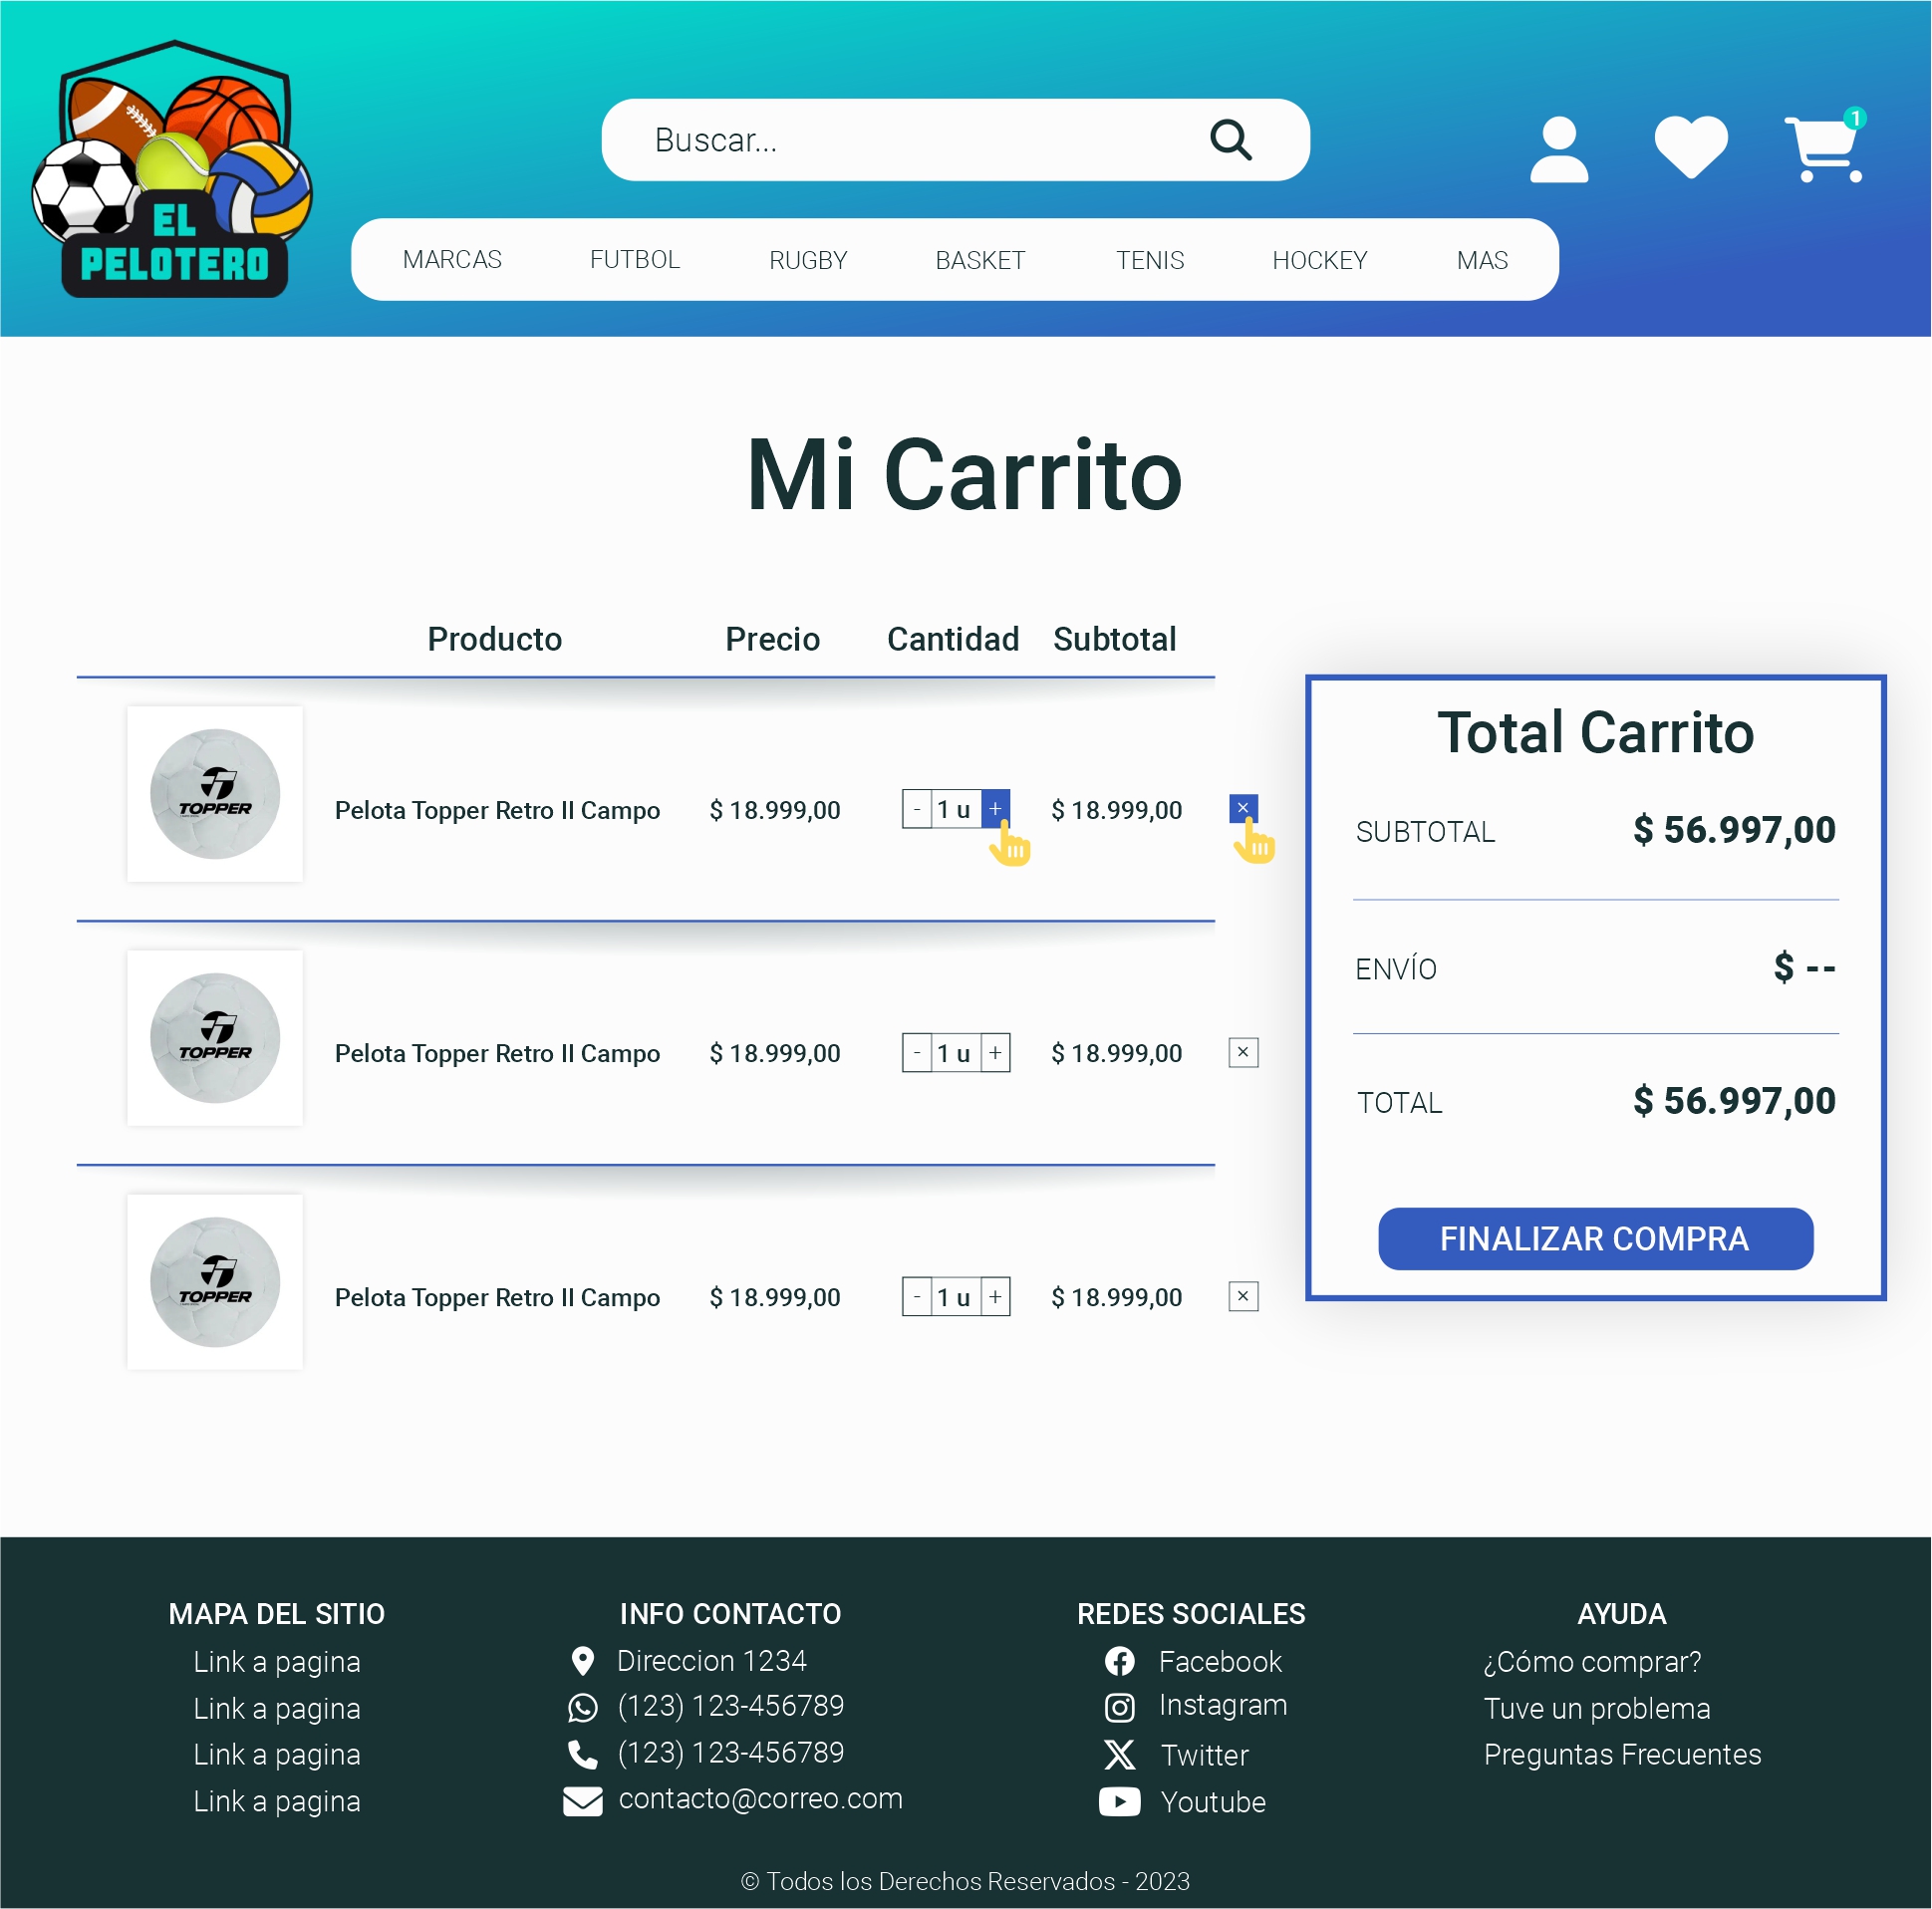 EL
PELOTERO
Buscar...
1
MARCAS FUTBOL RUGBY BASKET TENIS HOCKEY MAS
Mi Carrito
Producto Precio Cantidad Subtotal
TOPPER
Pelota Topper Retro II Campo $ 18.999,00 - 1 u + $ 18.999,00 ×
TOPPER
Pelota Topper Retro II Campo $ 18.999,00 - 1 u + $ 18.999,00 ×
TOPPER
Pelota Topper Retro II Campo $ 18.999,00 - 1 u + $ 18.999,00 ×
Total Carrito
SUBTOTAL $ 56.997,00
ENVÍO $ --
TOTAL $ 56.997,00
FINALIZAR COMPRA
MAPA DEL SITIO
Link a pagina
Link a pagina
Link a pagina
Link a pagina
INFO CONTACTO
Direccion 1234
(123) 123-456789
(123) 123-456789
contacto@correo.com
REDES SOCIALES
Facebook
Instagram
Twitter
Youtube
AYUDA
¿Cómo comprar?
Tuve un problema
Preguntas Frecuentes
© Todos los Derechos Reservados - 2023